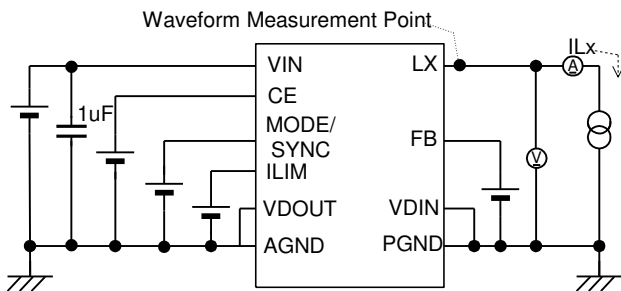 Waveform Measurement Point
ILx
VIN
LX
A
CE
1uF
MODE/
SYNC
FB
ILIM
V
VDOUT
VDIN
AGND
PGND